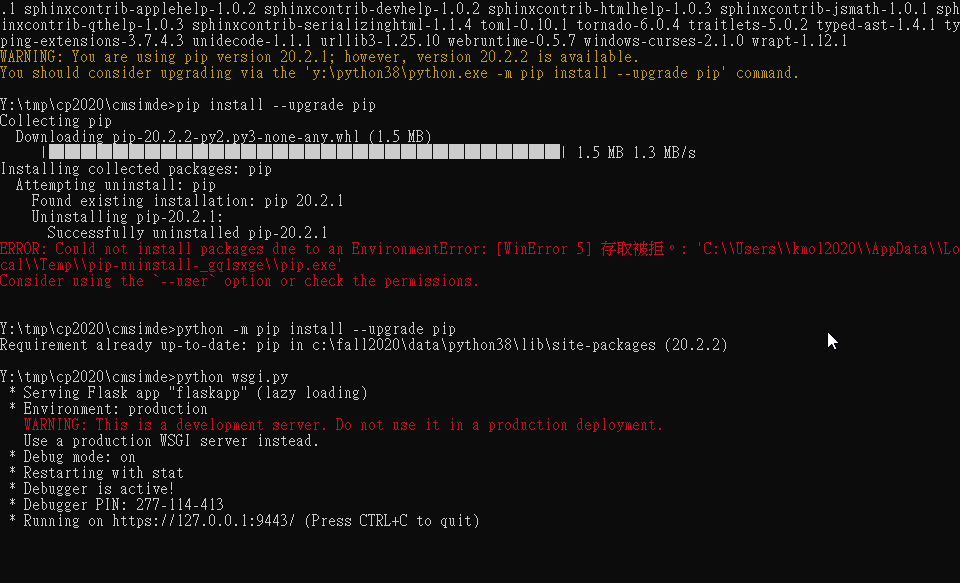 .1 sphinxcontrib-applehelp-1.0.2 sphinxcontrib-devhelp-1.0.2 sphinxcontrib-htmlhelp-1.0.3 sphinxcontrib-jsmath-1.0.1 sph
inxcontrib-qthelp-1.0.3 sphinxcontrib-serializinghtml-1.1.4 toml-0.10.1 tornado-6.0.4 traitlets-5.0.2 typed-ast-1.4.1 ty
ping-extensions-3.7.4.3 unidecode-1.1.1 urllib3-1.25.10 webruntime-0.5.7 windows-curses-2.1.0 wrapt-1.12.1
WARNING: You are using pip version 20.2.1; however, version 20.2.2 is available.
You should consider upgrading via the 'y:\python38\python.exe -m pip install --upgrade pip' command.
Y:\tmp\cp2020\cmsimde>pip install --upgrade pip
Collecting pip
Downloading pip-20.2.2-py2.py3-none-any.whl (1.5 MB)
|████████████████████████████████| 1.5 MB 1.3 MB/s
Installing collected packages: pip
Attempting uninstall: pip
Found existing installation: pip 20.2.1
Uninstalling pip-20.2.1:
Successfully uninstalled pip-20.2.1
ERROR: Could not install packages due to an EnvironmentError: [WinError 5] 存取被拒。: 'C:\\Users\\kmol2020\\AppData\\Lo
cal\\Temp\\pip-uninstall-_gqlsxge\\pip.exe'
Consider using the `--user` option or check the permissions.
Y:\tmp\cp2020\cmsimde>python -m pip install --upgrade pip
Requirement already up-to-date: pip in c:\fall2020\data\python38\lib\site-packages (20.2.2)
Y:\tmp\cp2020\cmsimde>python wsgi.py
* Serving Flask app "flaskapp" (lazy loading)
* Environment: production
WARNING: This is a development server. Do not use it in a production deployment.
Use a production WSGI server instead.
* Debug mode: on
* Restarting with stat
* Debugger is active!
* Debugger PIN: 277-114-413
* Running on https://127.0.0.1:9443/ (Press CTRL+C to quit)